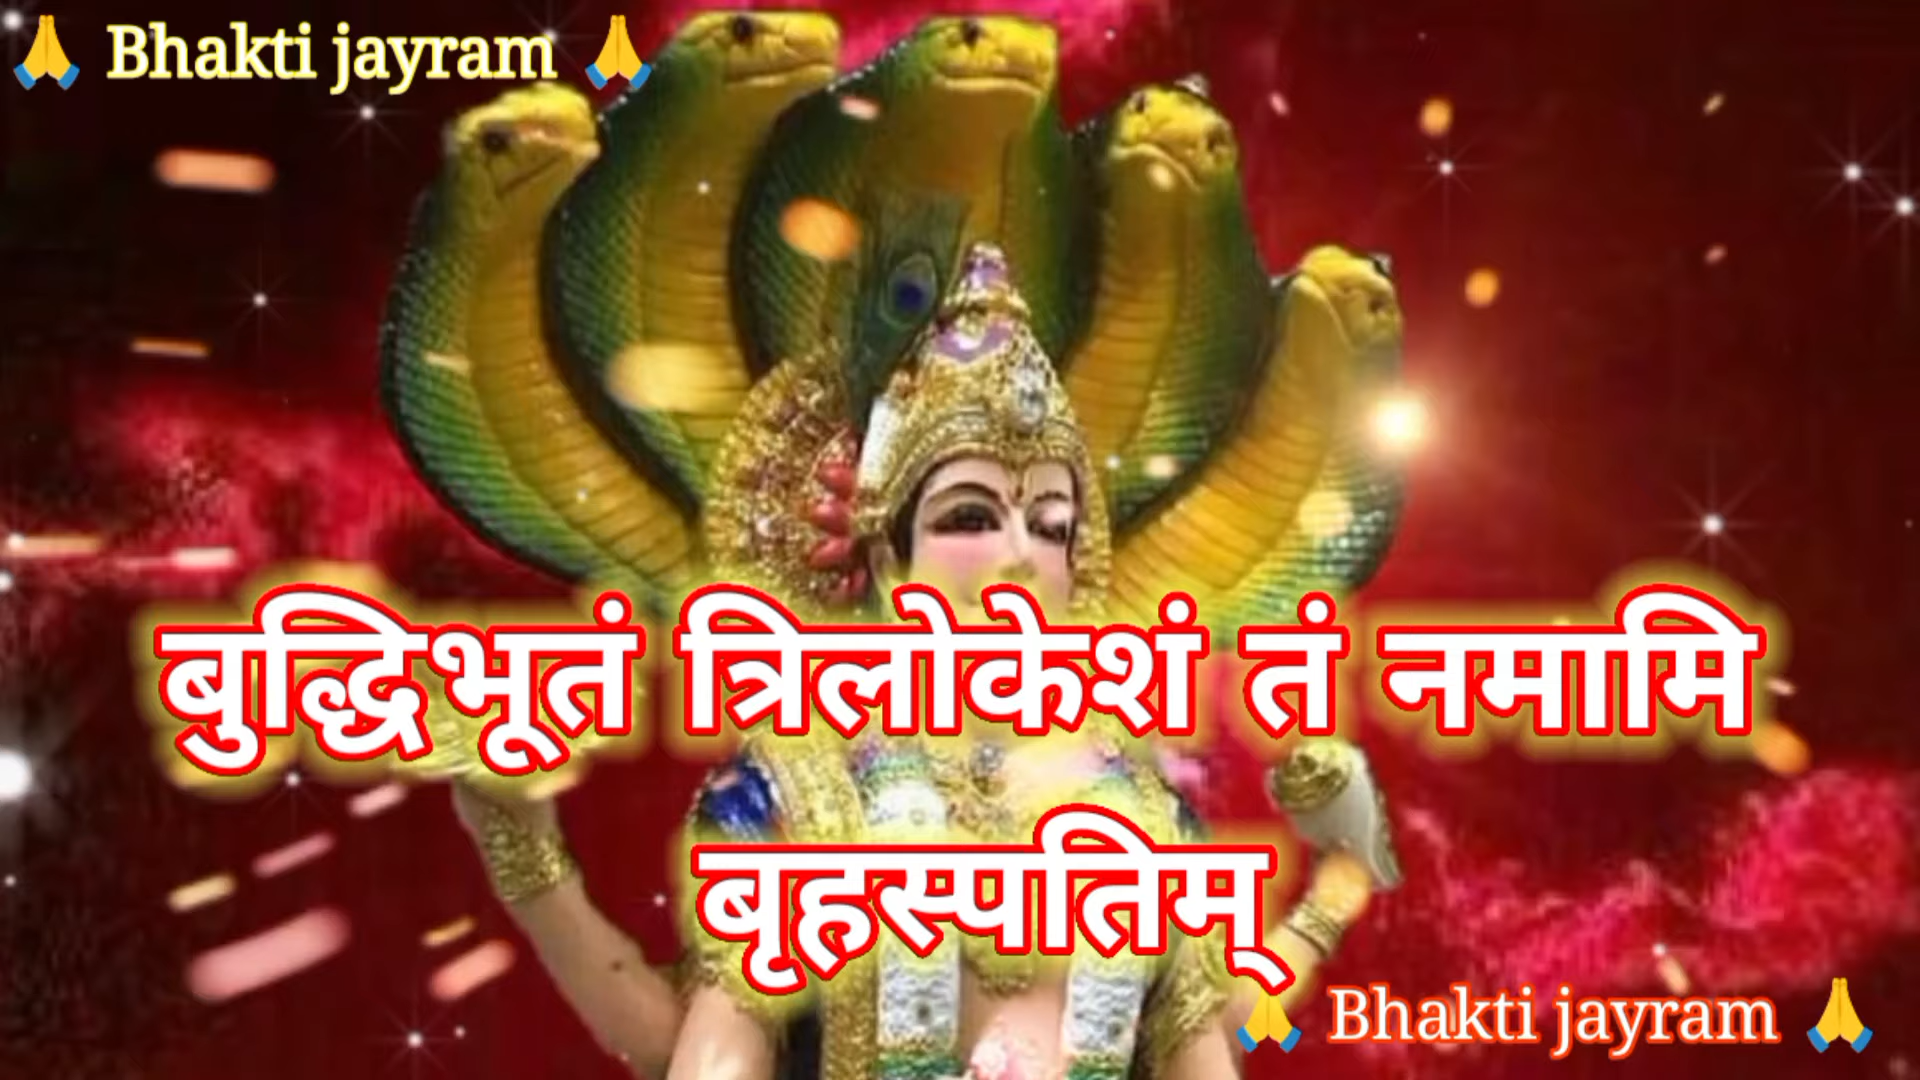 🙏 Bhakti jayram 🙏
बुद्धिभूतं त्रिलोकेशं तं नमामि
बृहस्पतिम्
🙏 Bhakti jayram 🙏